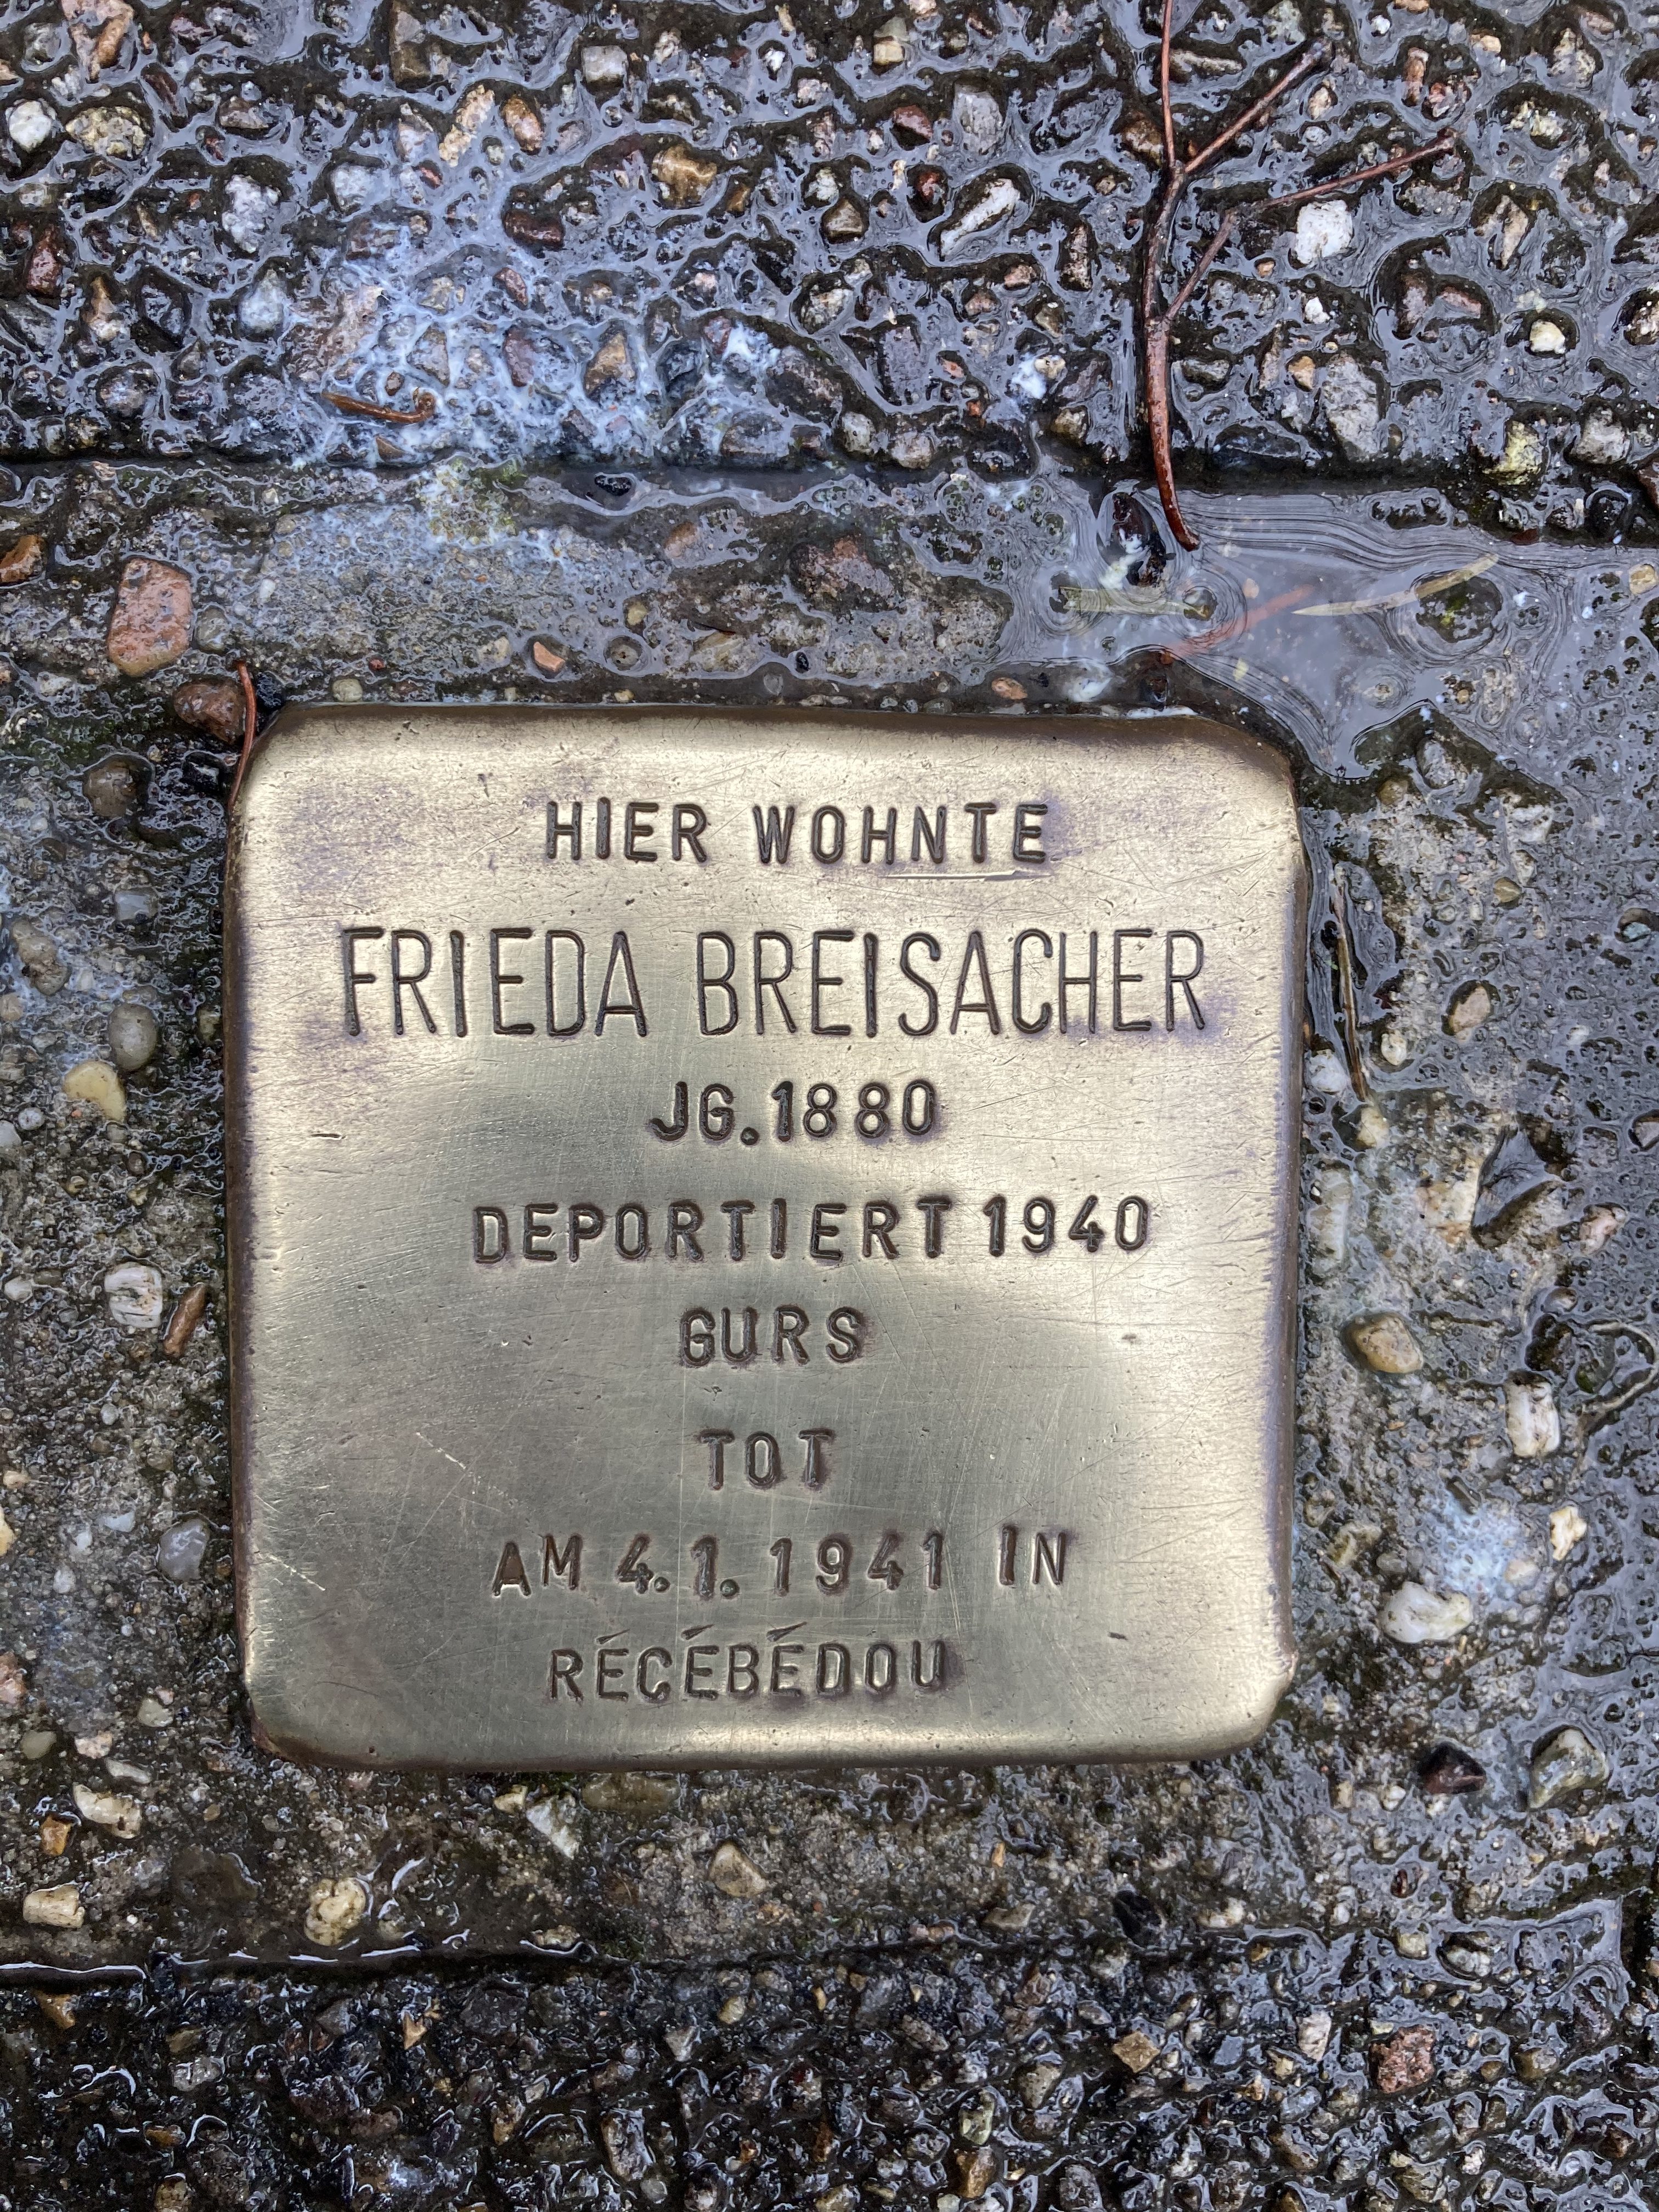 HIER WOHNTE
FRIEDA BREISACHER
JG.1880
DEPORTIERT 1940
GURS
TOT
AM 4.1.1941 IN
RÉCÉBÉDOU